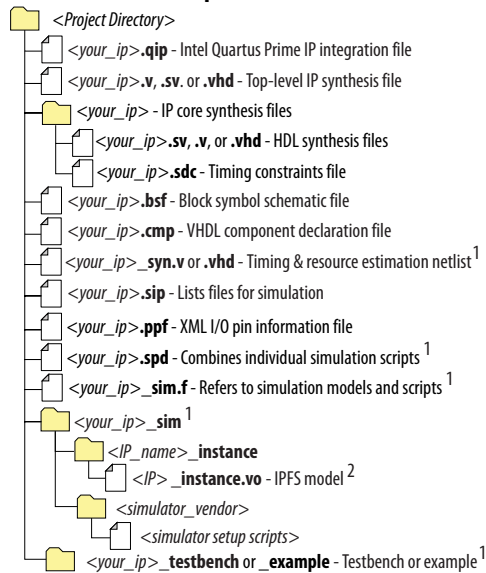 <Project Directory>
<your_ip>.qip - Intel Quartus Prime IP integration file
<your_ip>.v, .sv. or .vhd - Top-level IP synthesis file
<your_ip> - IP core synthesis files
<your_ip>.sv, .v, or .vhd - HDL synthesis files
<your_ip>.sdc - Timing constraints file
<your_ip>.bsf - Block symbol schematic file
<your_ip>.cmp - VHDL component declaration file
<your_ip>_syn.v or .vhd - Timing & resource estimation netlist 1
<your_ip>.sip - Lists files for simulation
<your_ip>.ppf - XML I/O pin information file
<your_ip>.spd - Combines individual simulation scripts 1
<your_ip>_sim.f - Refers to simulation models and scripts 1
<your_ip>_sim 1
<IP_name>_instance
<IP>_instance.vo - IPFS model 2
<simulator_vendor>
<simulator setup scripts>
<your_ip>_testbench or _example - Testbench or example 1